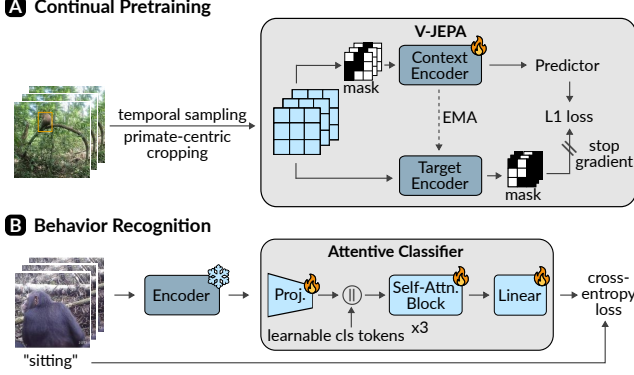 A Continual Pretraining
V-JEPA
mask
Context
Encoder
Predictor
temporal sampling
primate-centric
cropping
EMA
L1 loss
stop
gradient
Target
Encoder
mask
B Behavior Recognition
Attentive Classifier
Encoder
Proj.
||
Self-Attn.
Block
x3
Linear
cross-
entropy
loss
learnable cls tokens
"sitting"